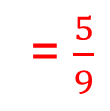 = 5/9